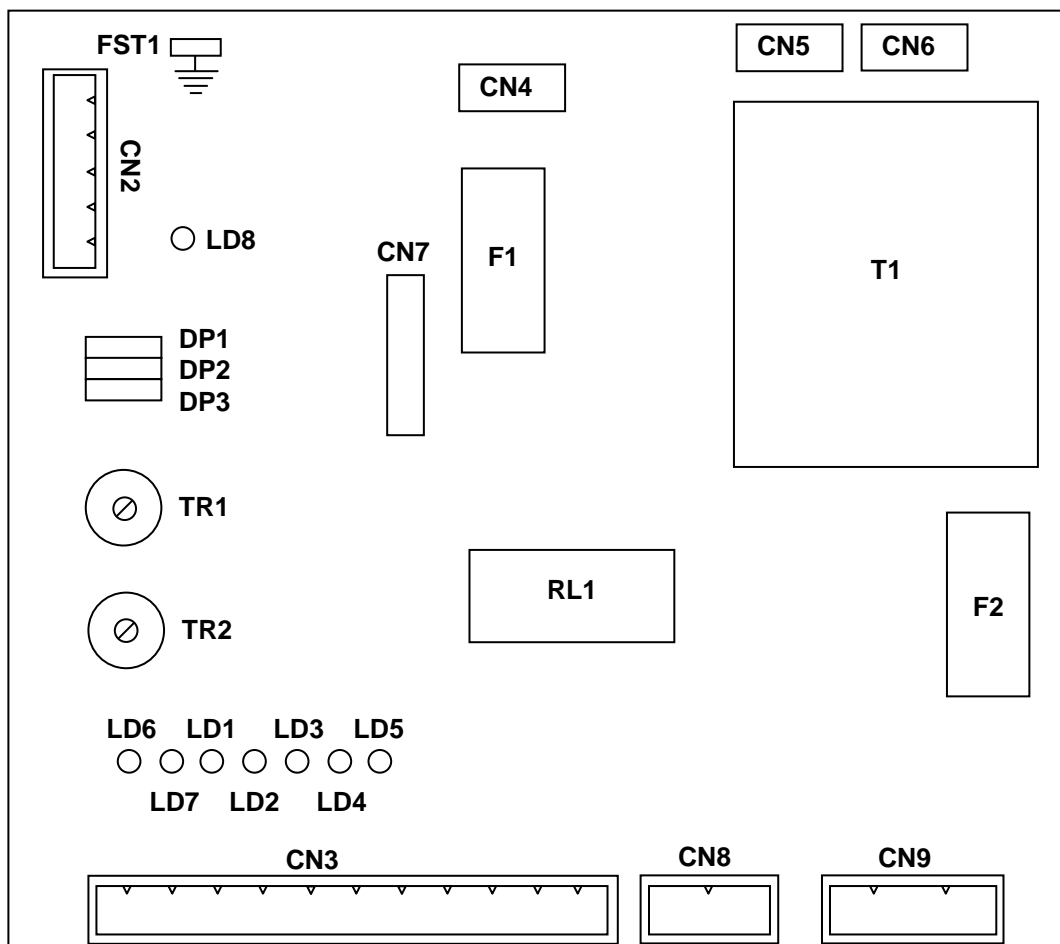 FST1
CN5
CN6
CN4
CN2
LD8
CN7
F1
T1
DP1
DP2
DP3
TR1
RL1
F2
TR2
LD6 LD1 LD3 LD5
LD7 LD2 LD4
CN3
CN8
CN9